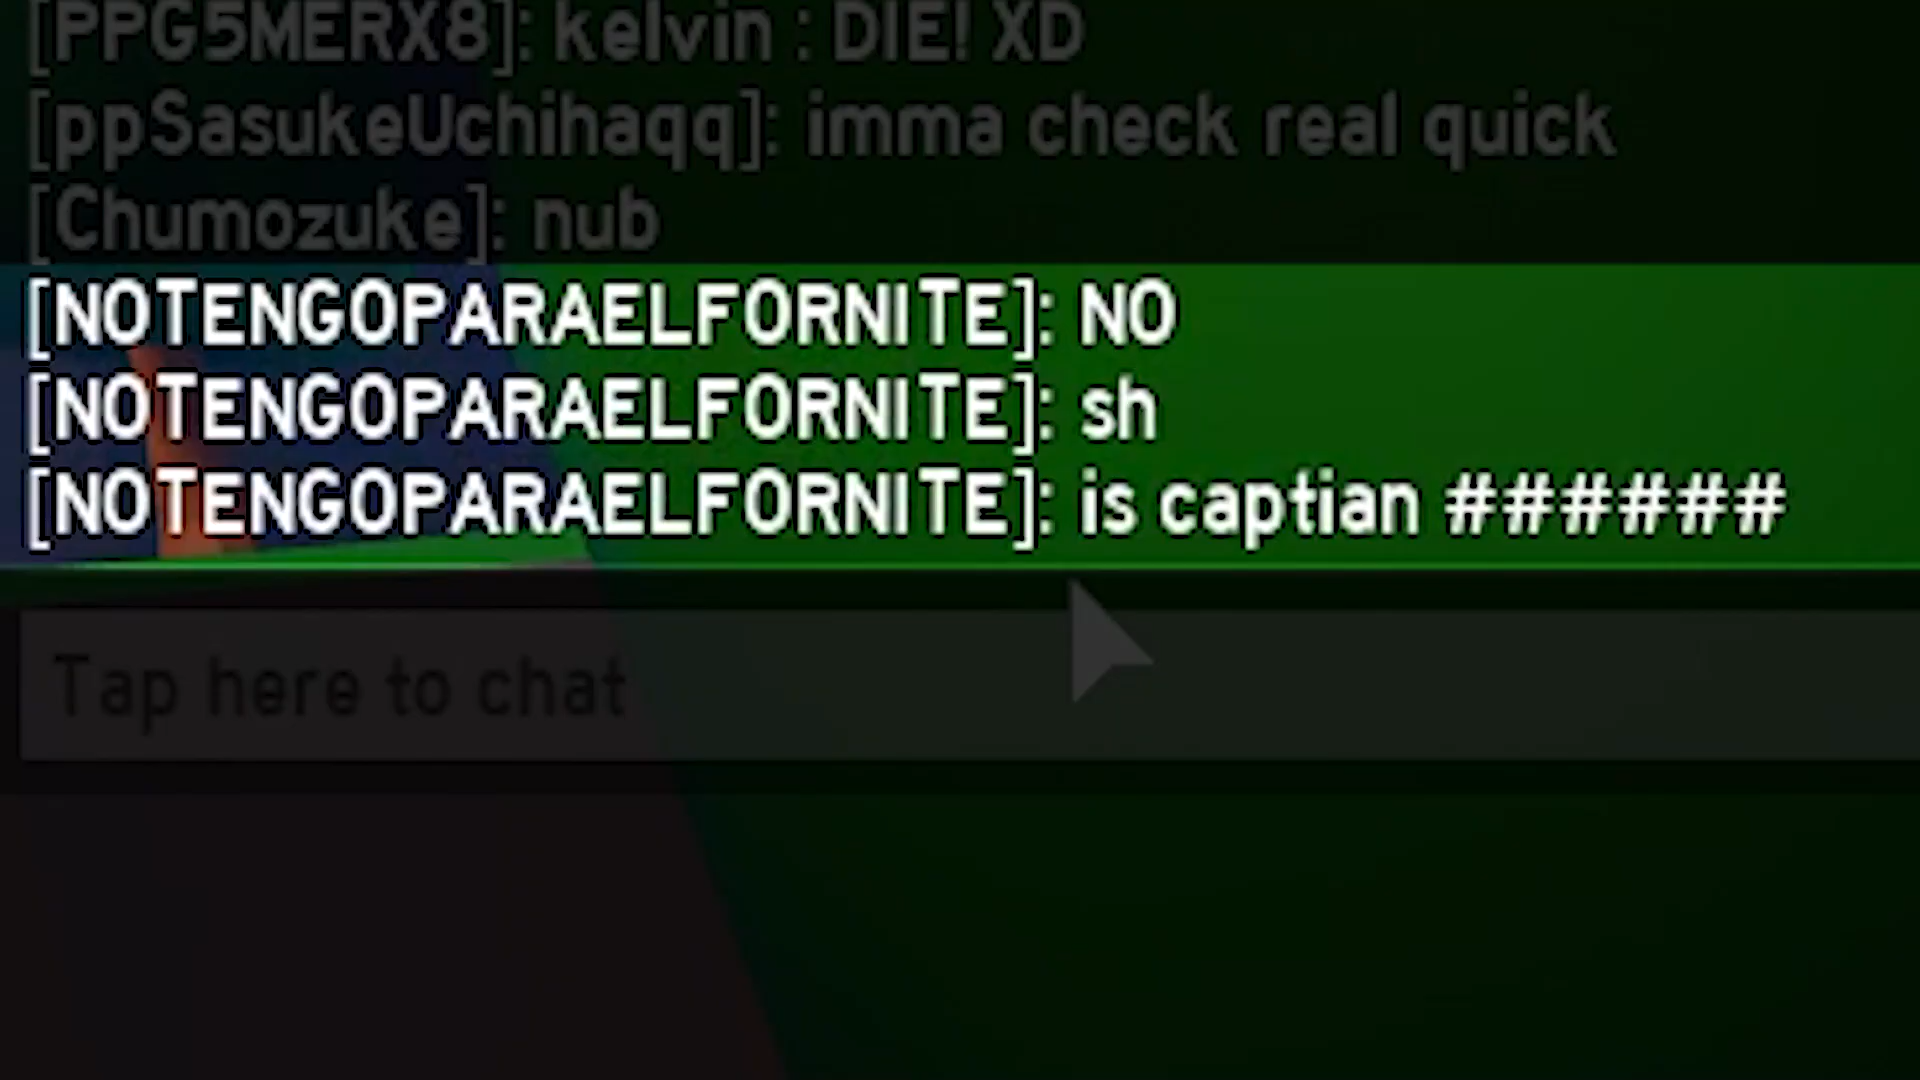 [PPG5MERX8]: kelvin : DIE! XD
[ppSasukeUchihaqq]: imma check real quick
[Chumozuke]: nub
[NOTENGOPARAELFORNITE]: NO
[NOTENGOPARAELFORNITE]: sh
[NOTENGOPARAELFORNITE]: is captian ######
Tap here to chat